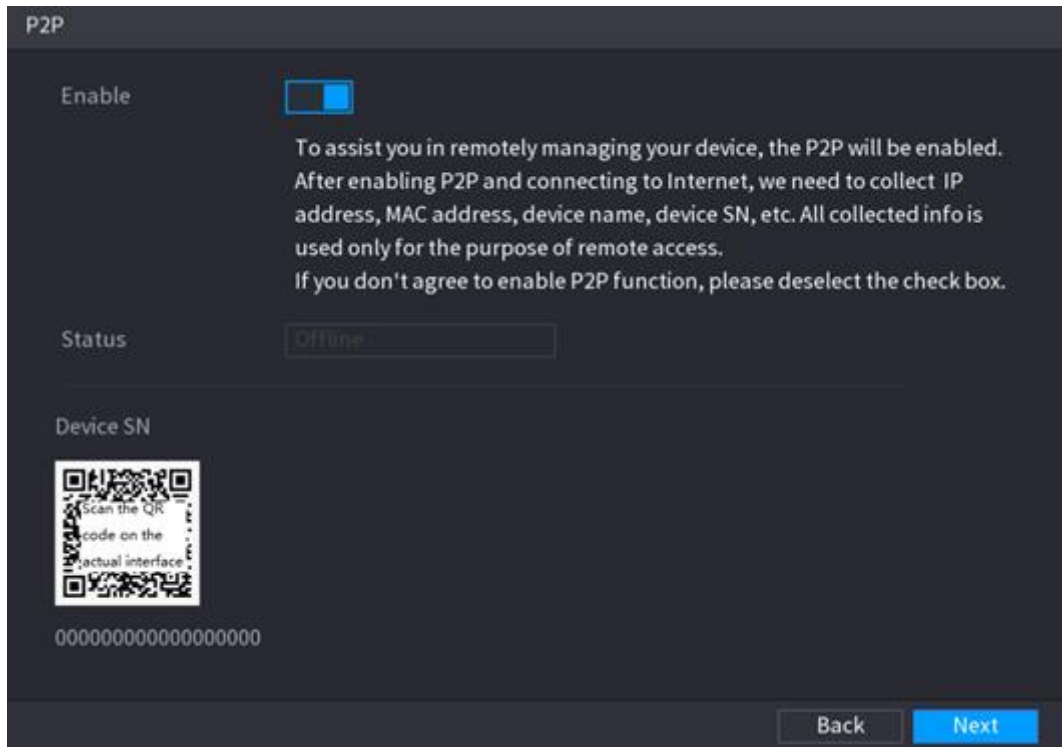 P2P
Enable
To assist you in remotely managing your device, the P2P will be enabled.
After enabling P2P and connecting to Internet, we need to collect IP
address, MAC address, device name, device SN, etc. All collected info is
used only for the purpose of remote access.
If you don't agree to enable P2P function, please deselect the check box.
Status
Offline
Device SN
Scan the QR
code on the
actual interface
000000000000000000
Back
Next